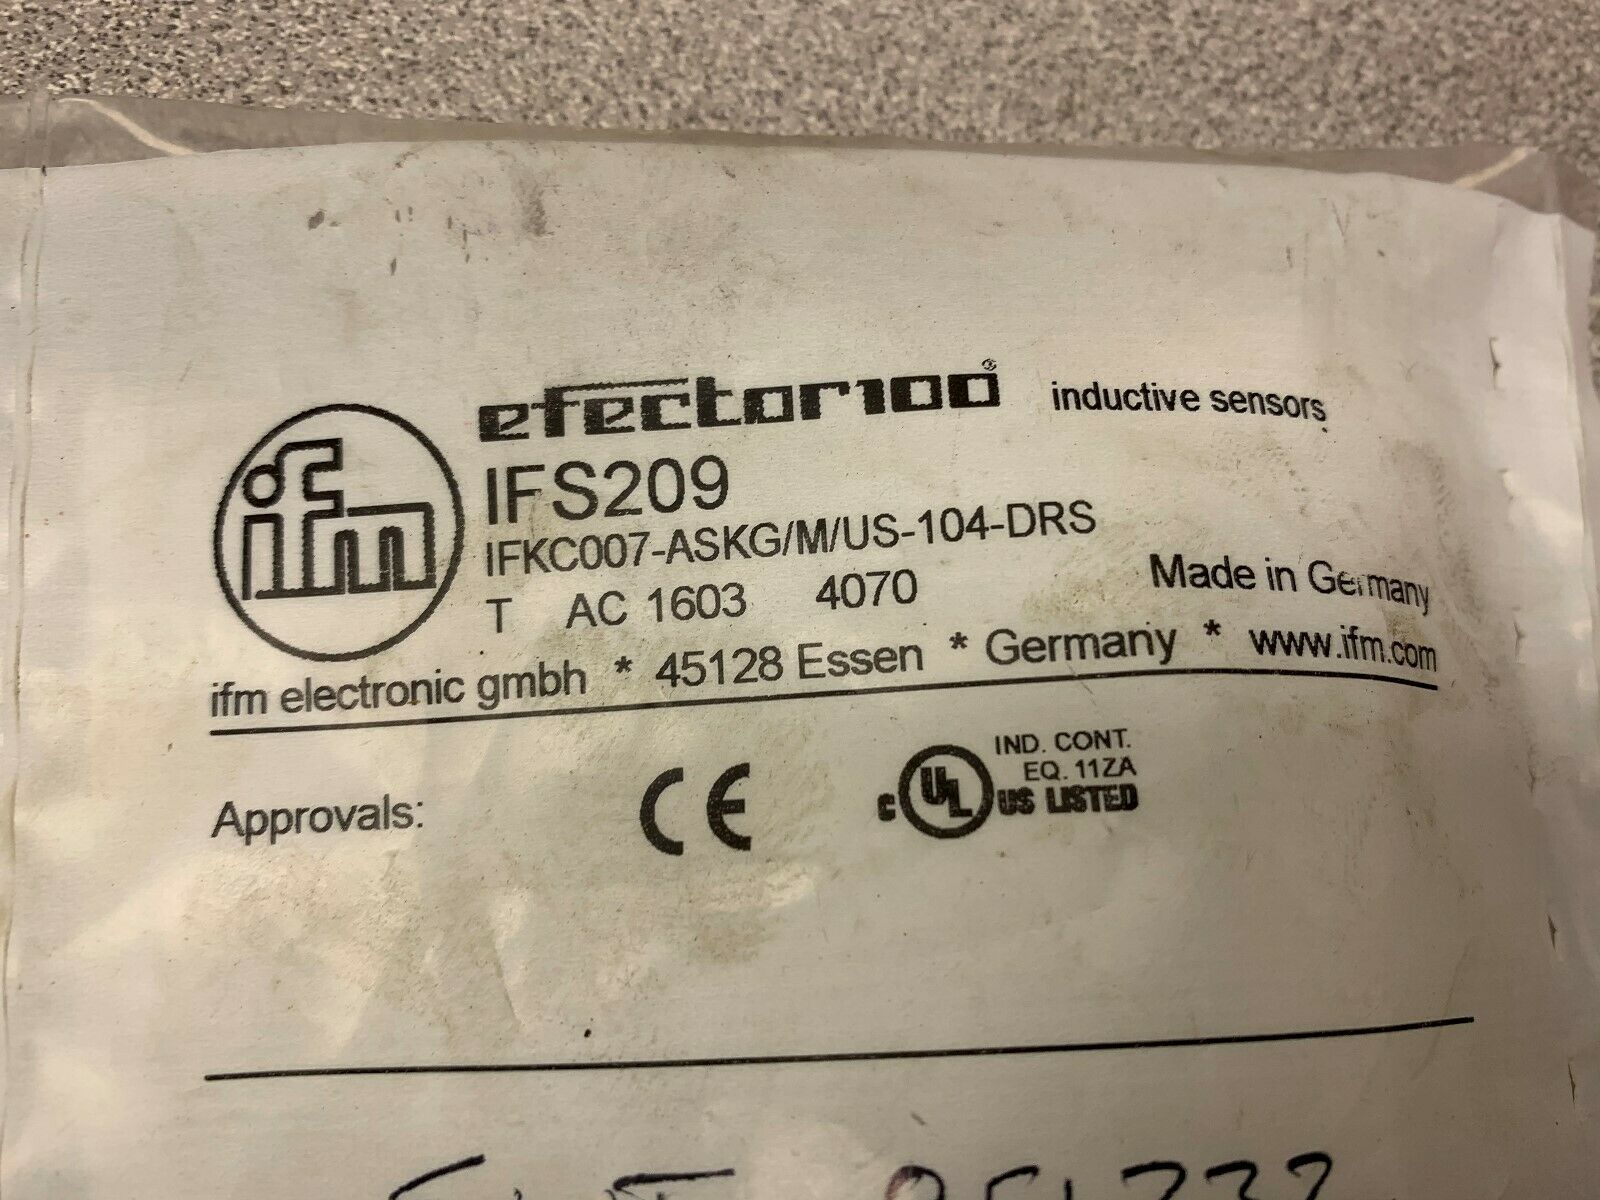 efector100® inductive sensors
ifm
IFS209
IFKC007-ASKG/M/US-104-DRS
T AC 1603 4070 Made in Germany
ifm electronic gmbh * 45128 Essen * Germany * www.ifm.com
Approvals: CE
IND. CONT.
EQ. 11ZA
C UL US LISTED